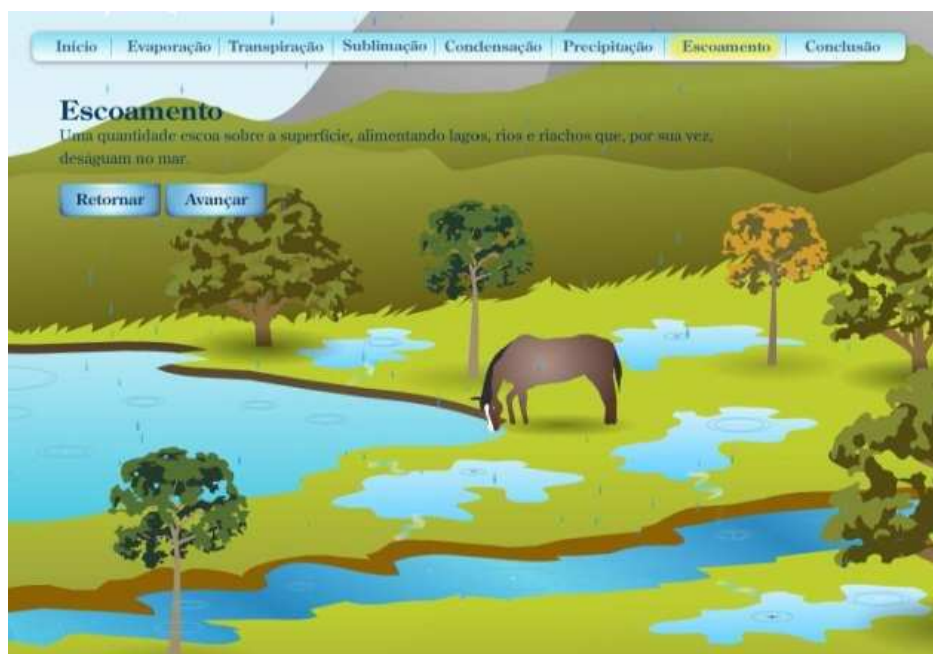 Início Evaporação Transpiração Sublimação Condensação Precipitação Escoamento Conclusão
Escoamento
Uma quantidade escoa sobre a superfície, alimentando lagos, rios e riachos que, por sua vez,
deságuam no mar.
Retornar Avançar